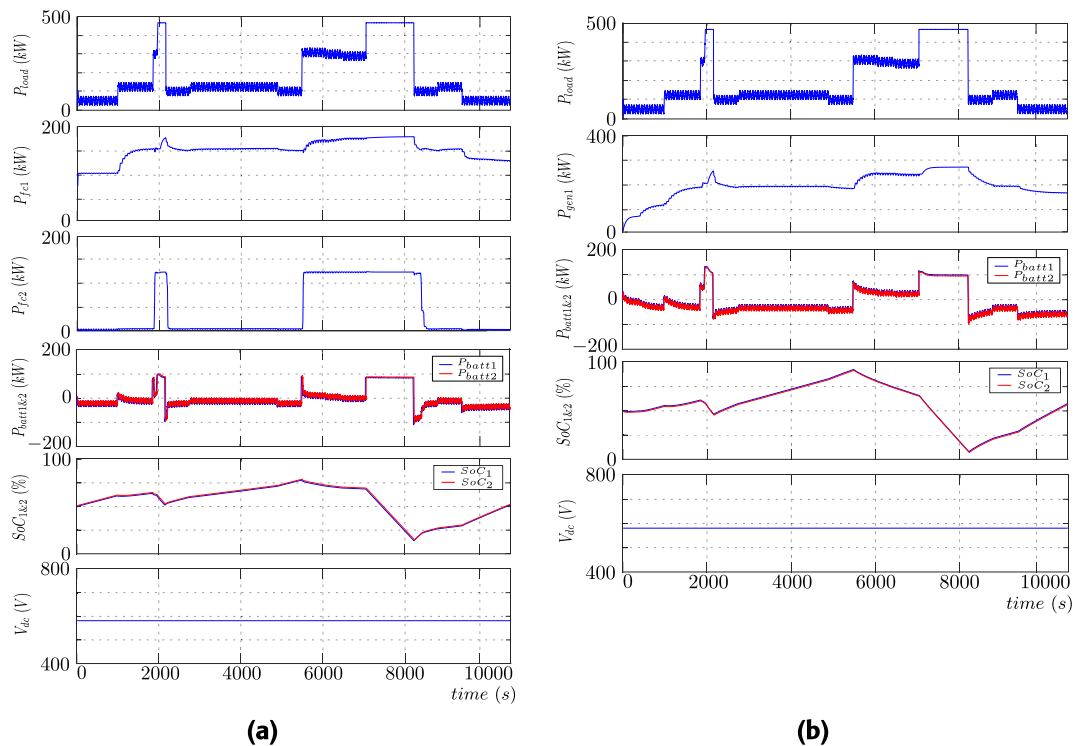 500
P_load (kW)
0
200
P_fc1 (kW)
0
200
P_fc2 (kW)
0
200
P_batt1
P_batt2
P_batt1&2 (kW)
0
−200
100
SoC_1
SoC_2
SoC_1&2 (%)
0
800
V_dc (V)
400
0 2000 4000 6000 8000 10000
time (s)
(a)
500
P_load (kW)
0
400
P_gen1 (kW)
0
200
P_batt1
P_batt2
P_batt1&2 (kW)
0
−200
100
SoC_1
SoC_2
SoC_1&2 (%)
0
800
V_dc (V)
400
0 2000 4000 6000 8000 10000
time (s)
(b)